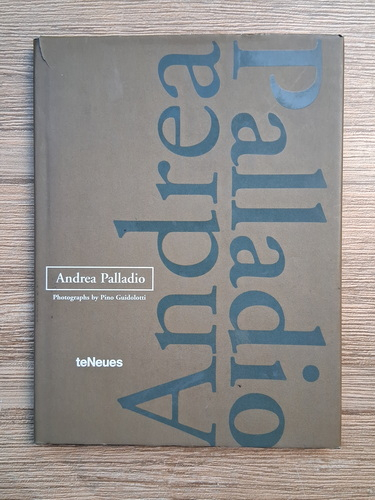 Andrea
Palladio
Andrea Palladio
Photographs by Pino Guidolotti
teNeues